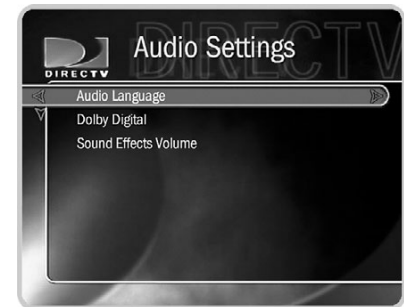 DIRECTV
Audio Settings
DIRECTV
Audio Language
Dolby Digital
Sound Effects Volume